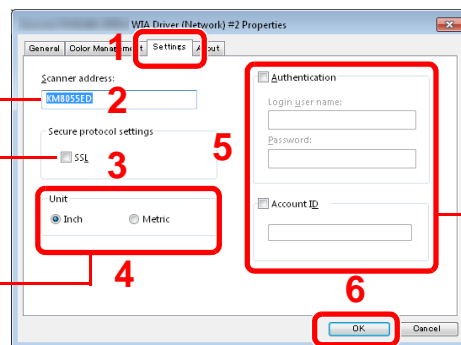 WIA Driver (Network) #2 Properties
General Color Management Settings About
1
Scanner address:
KM8055ED
2
Secure protocol settings
SSL
3
Unit
Inch Metric
4
Authentication
Login user name:
Password:
5
Account ID
6
OK Cancel